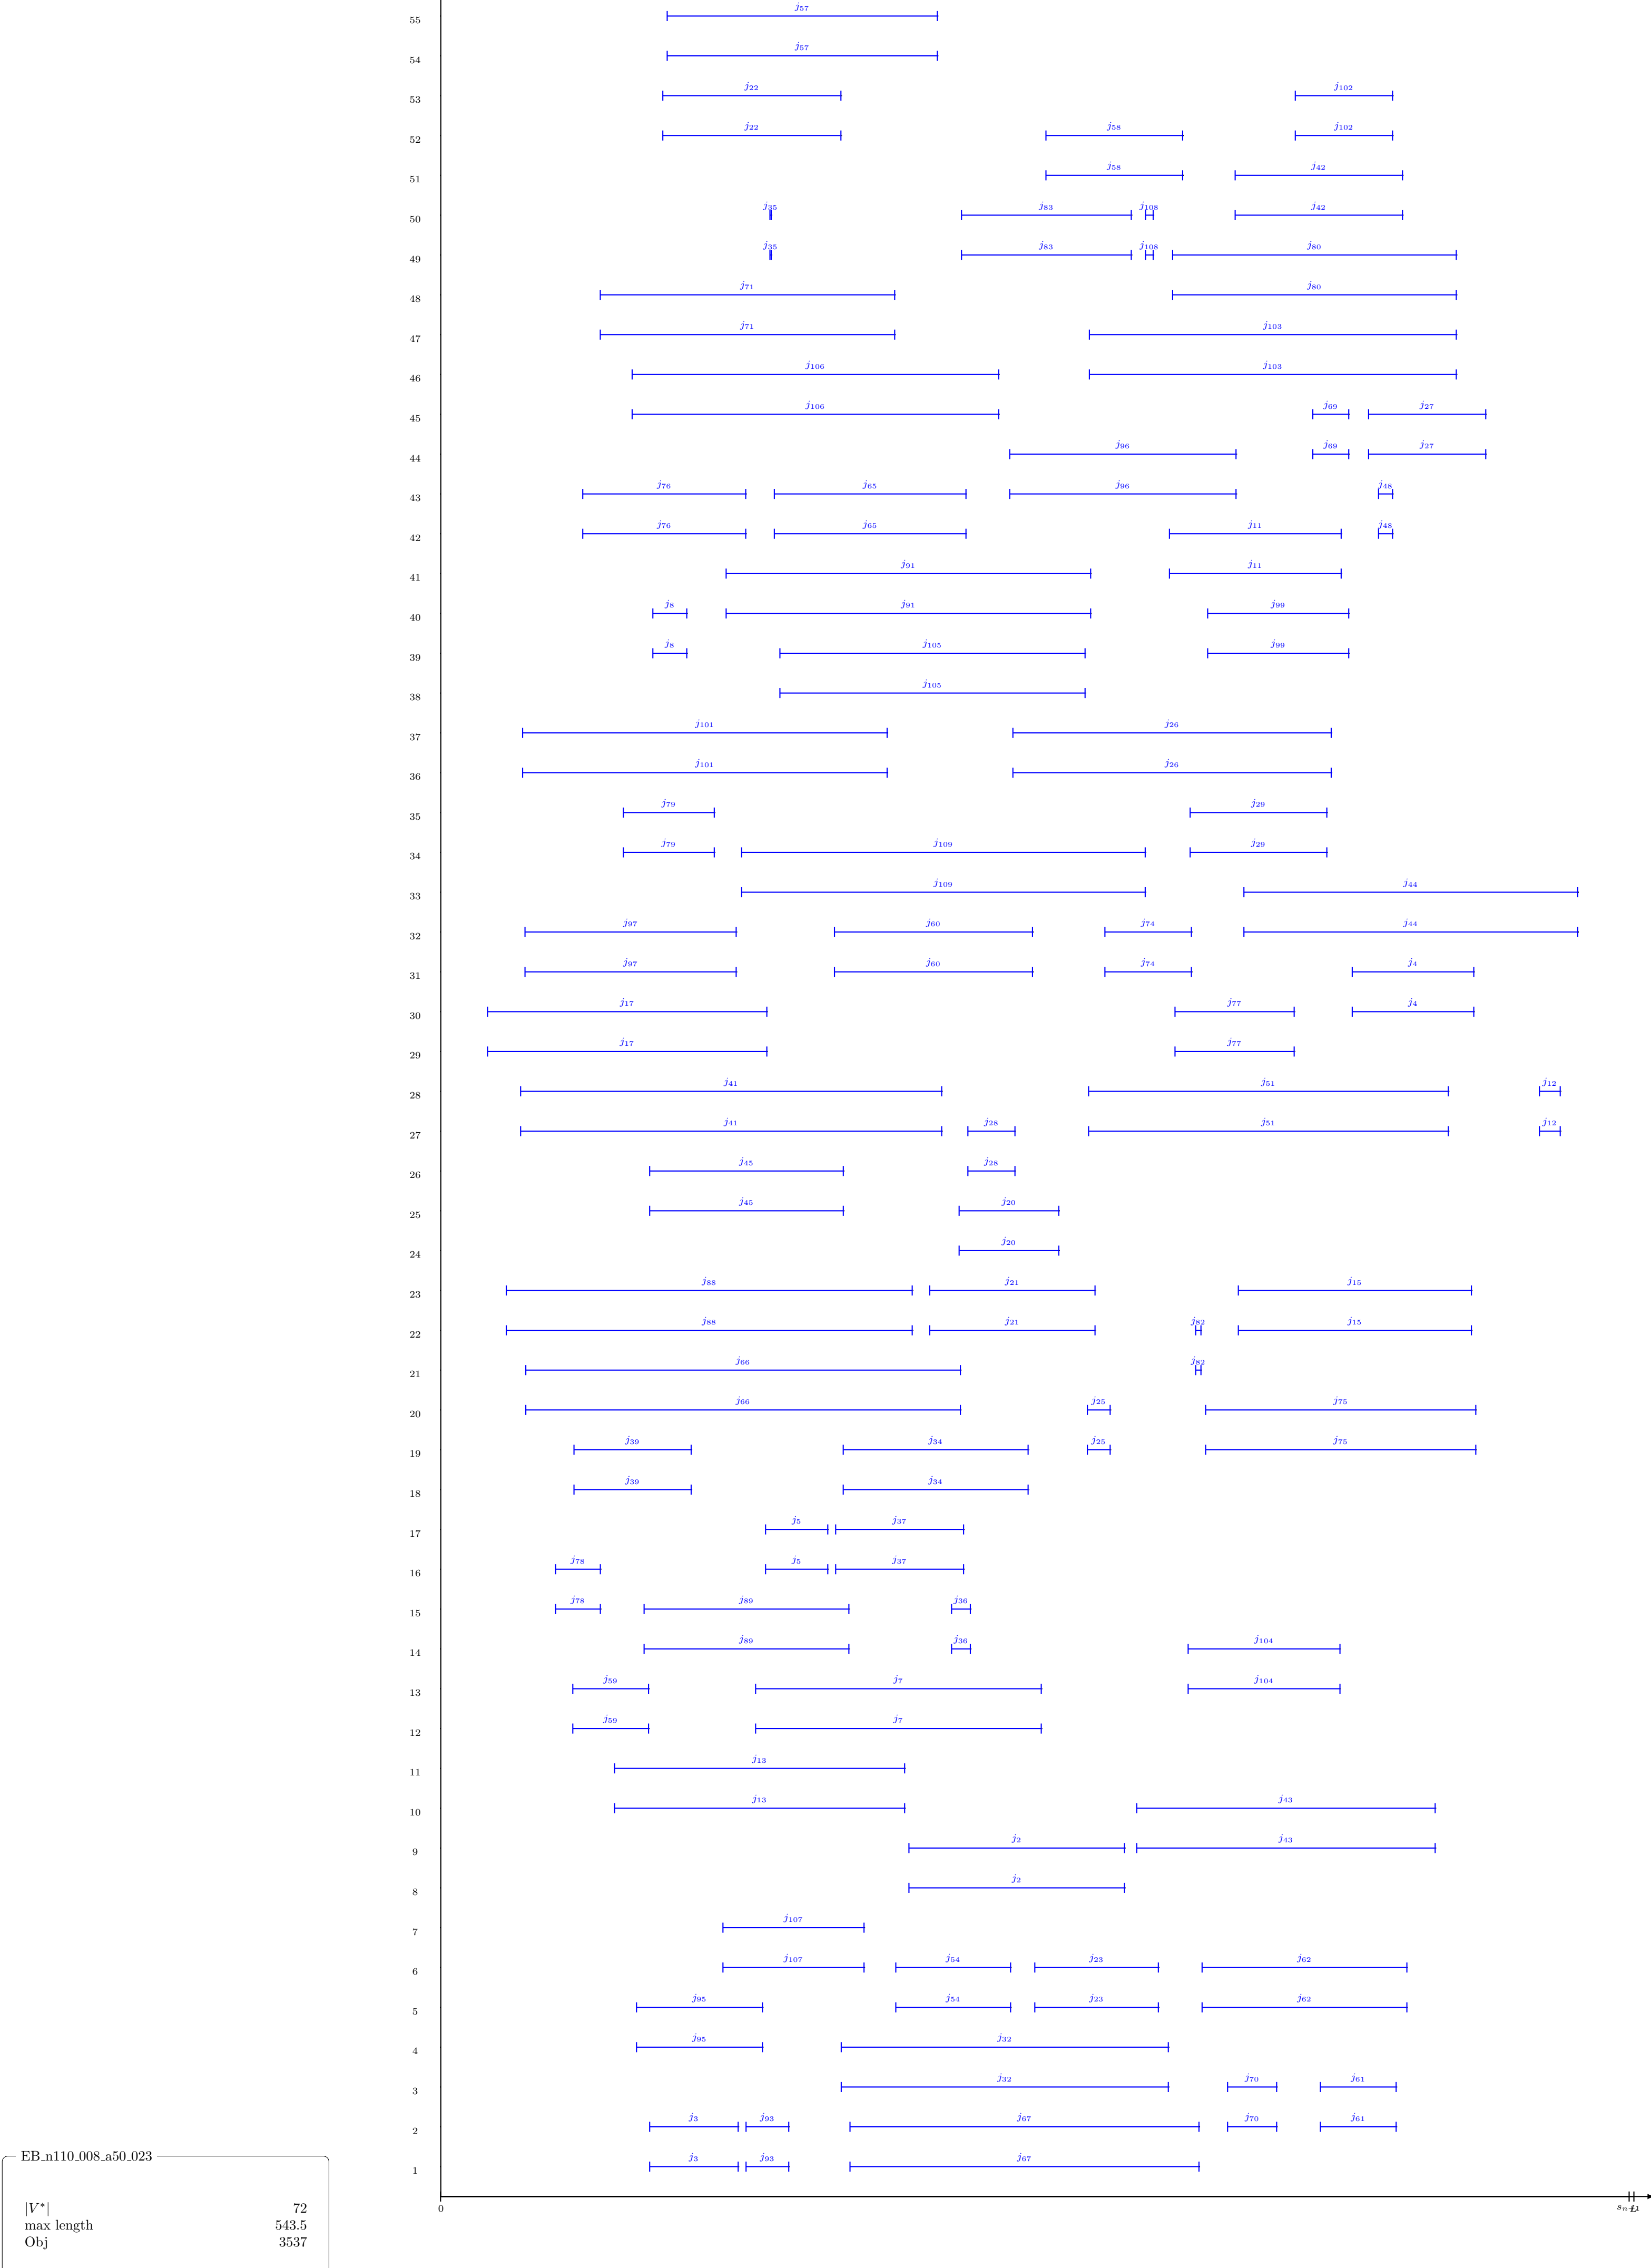 55 j57
54 j57
53 j22 j102
52 j22 j58 j102
51 j58 j42
50 j35 j83 j108 j42
49 j35 j83 j108 j80
48 j71 j80
47 j71 j103
46 j106 j103
45 j106 j69 j27
44 j96 j69 j27
43 j76 j65 j96 j48
42 j76 j65 j11 j48
41 j91 j11
40 j8 j91 j99
39 j8 j105 j99
38 j105
37 j101 j26
36 j101 j26
35 j79 j29
34 j79 j109 j29
33 j109 j44
32 j97 j60 j74 j44
31 j97 j60 j74 j4
30 j17 j77 j4
29 j17 j77
28 j41 j51 j12
27 j41 j28 j51 j12
26 j45 j28
25 j45 j20
24 j20
23 j88 j21 j15
22 j88 j21 j82 j15
21 j66 j82
20 j66 j25 j75
19 j39 j34 j25 j75
18 j39 j34
17 j5 j37
16 j78 j5 j37
15 j78 j89 j36
14 j89 j36 j104
13 j59 j7 j104
12 j59 j7
11 j13
10 j13 j43
9 j2 j43
8 j2
7 j107
6 j107 j54 j23 j62
5 j95 j54 j23 j62
4 j95 j32
3 j32 j70 j61
2 j3 j93 j67 j70 j61
1 j3 j93 j67
0
EB_n110_008_a50_023
|V*| 72
max length 543.5
Obj 3537